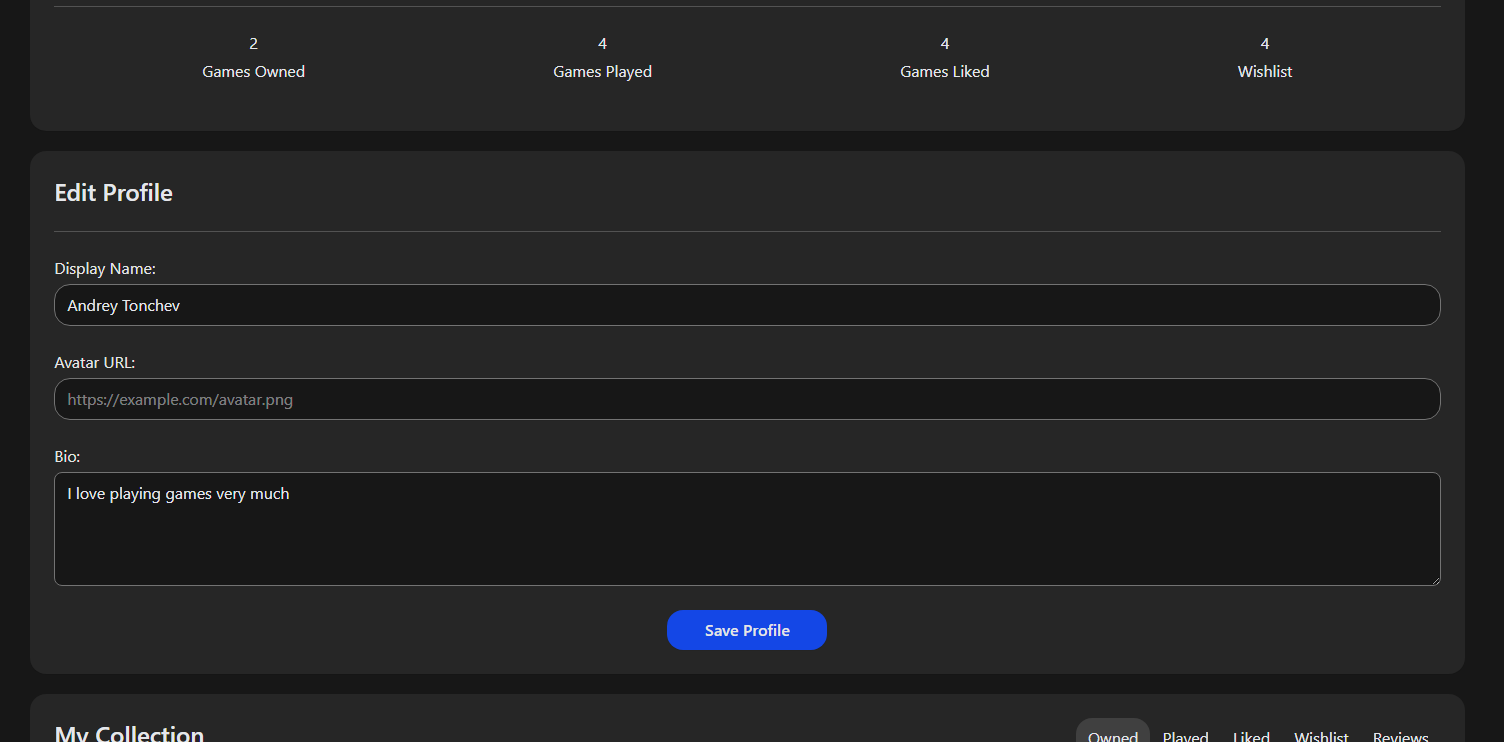 2 4 4 4
Games Owned Games Played Games Liked Wishlist
Edit Profile
Display Name:
Andrey Tonchev
Avatar URL:
https://example.com/avatar.png
Bio:
I love playing games very much
Save Profile
My Collection Owned Played Liked Wishlist Reviews